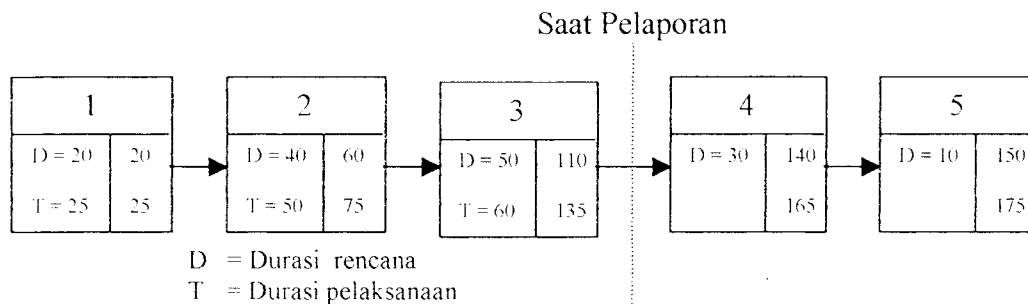 Saat Pelaporan
1 2 3 4 5
D = 20 20 D = 40 60 D = 50 110 D = 30 140 D = 10 150
T = 25 25 T = 50 75 T = 60 135 165 175
D = Durasi rencana
T = Durasi pelaksanaan